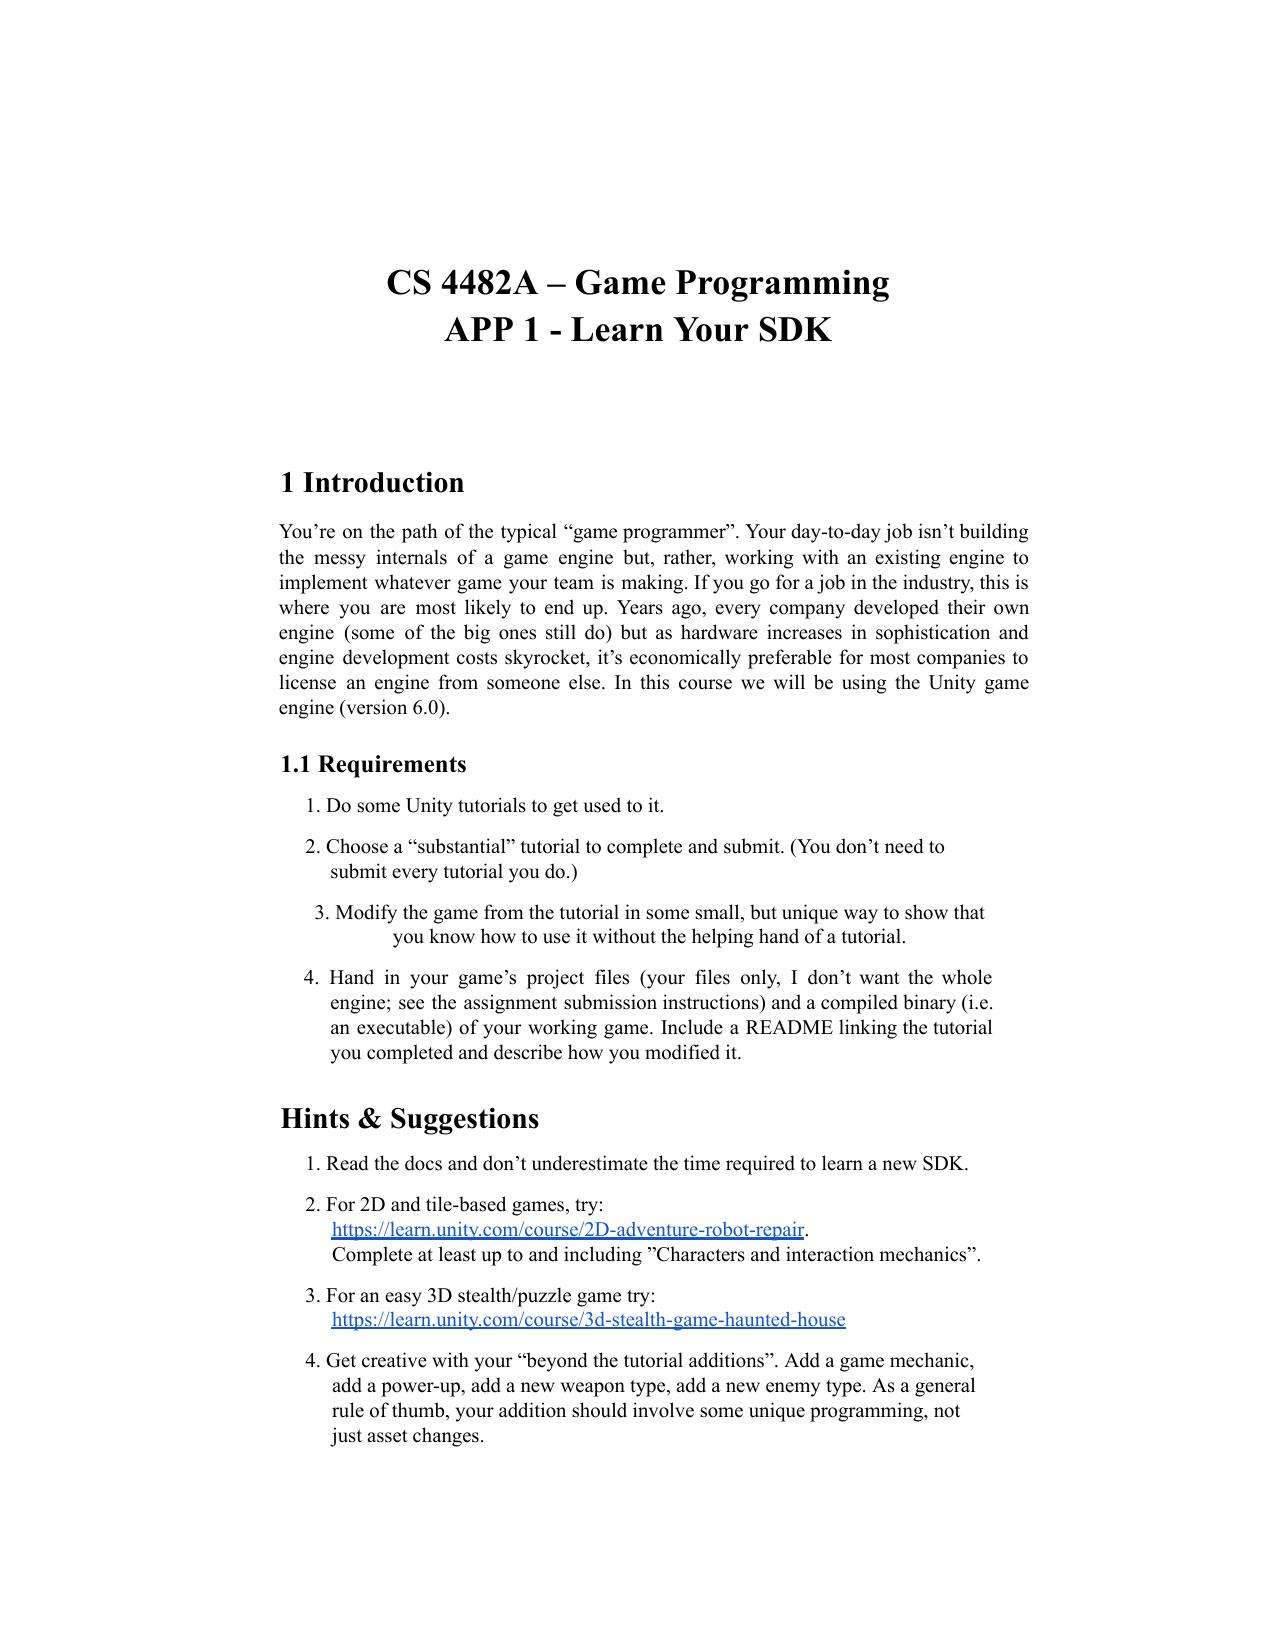 CS 4482A – Game Programming
APP 1 - Learn Your SDK
1 Introduction
You’re on the path of the typical “game programmer”. Your day-to-day job isn’t building
the messy internals of a game engine but, rather, working with an existing engine to
implement whatever game your team is making. If you go for a job in the industry, this is
where you are most likely to end up. Years ago, every company developed their own
engine (some of the big ones still do) but as hardware increases in sophistication and
engine development costs skyrocket, it’s economically preferable for most companies to
license an engine from someone else. In this course we will be using the Unity game
engine (version 6.0).
1.1 Requirements
1. Do some Unity tutorials to get used to it.
2. Choose a “substantial” tutorial to complete and submit. (You don’t need to
submit every tutorial you do.)
3. Modify the game from the tutorial in some small, but unique way to show that
you know how to use it without the helping hand of a tutorial.
4. Hand in your game’s project files (your files only, I don’t want the whole
engine; see the assignment submission instructions) and a compiled binary (i.e.
an executable) of your working game. Include a README linking the tutorial
you completed and describe how you modified it.
Hints & Suggestions
1. Read the docs and don’t underestimate the time required to learn a new SDK.
2. For 2D and tile-based games, try:
https://learn.unity.com/course/2D-adventure-robot-repair.
Complete at least up to and including ”Characters and interaction mechanics”.
3. For an easy 3D stealth/puzzle game try:
https://learn.unity.com/course/3d-stealth-game-haunted-house
4. Get creative with your “beyond the tutorial additions”. Add a game mechanic,
add a power-up, add a new weapon type, add a new enemy type. As a general
rule of thumb, your addition should involve some unique programming, not
just asset changes.